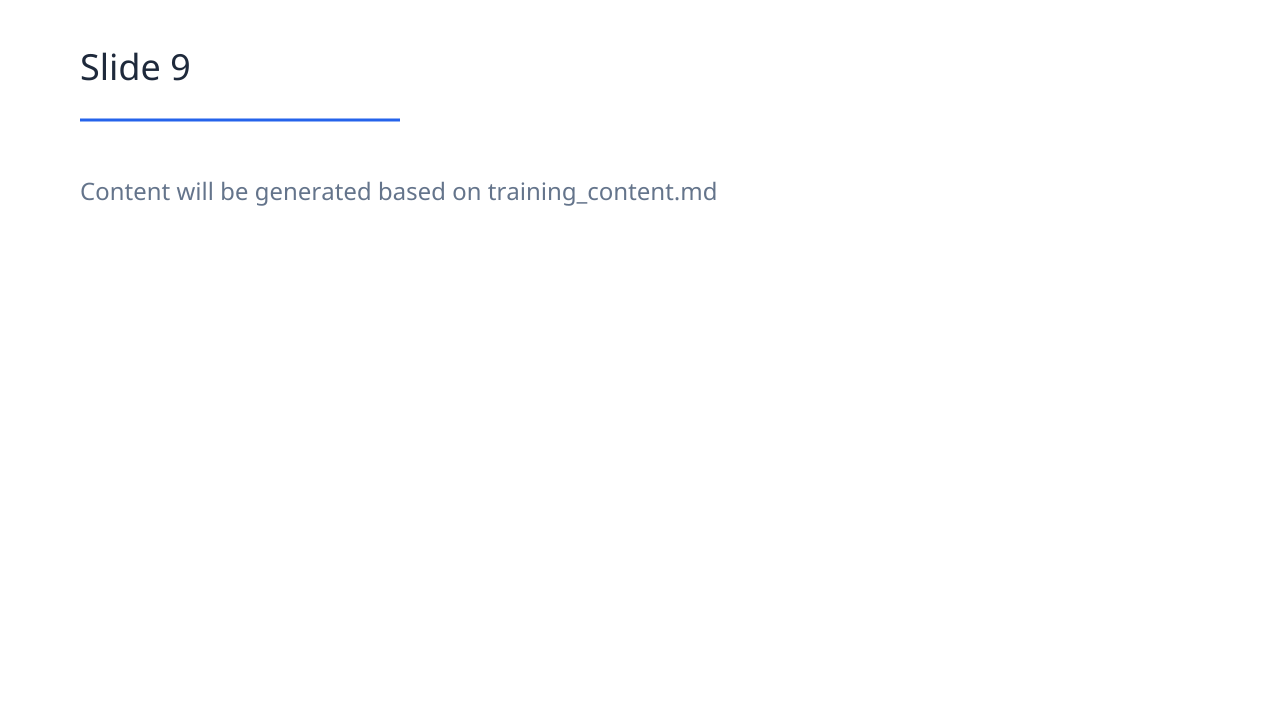 Slide 9
Content will be generated based on training_content.md